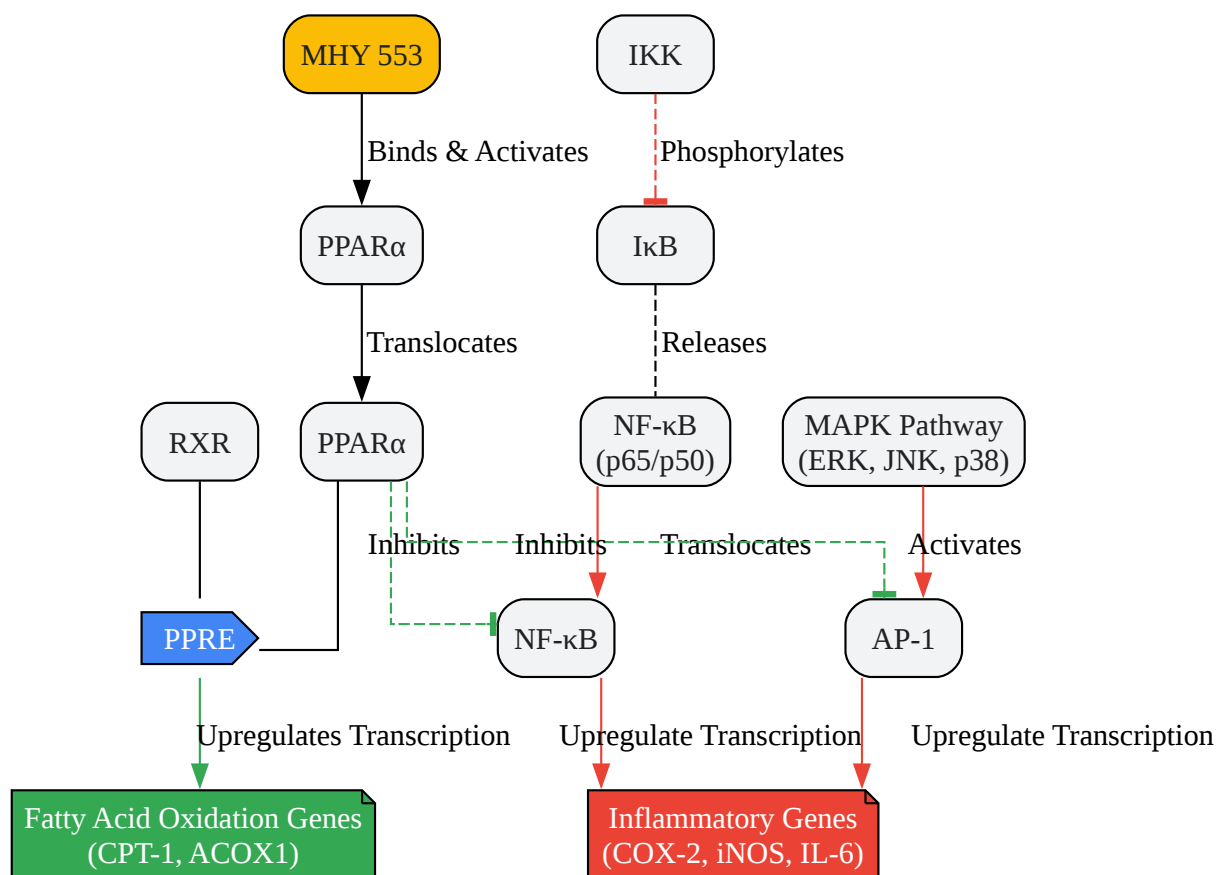 MHY 553
IKK
Binds & Activates
Phosphorylates
PPARα
IκB
Translocates
Releases
RXR
PPARα
NF-κB
(p65/p50)
MAPK Pathway
(ERK, JNK, p38)
Inhibits
Inhibits
Translocates
Activates
PPRE
NF-κB
AP-1
Upregulates Transcription
Upregulate Transcription
Upregulate Transcription
Fatty Acid Oxidation Genes
(CPT-1, ACOX1)
Inflammatory Genes
(COX-2, iNOS, IL-6)